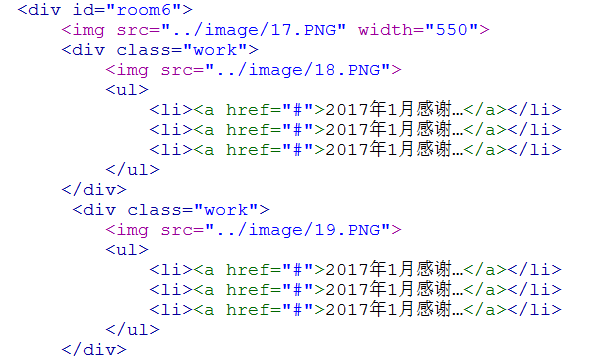 <div id="room6">
<img src="../image/17.PNG" width="550">
<div class="work">
<img src="../image/18.PNG">
<ul>
<li><a href="#">2017年1月感谢…</a></li>
<li><a href="#">2017年1月感谢…</a></li>
<li><a href="#">2017年1月感谢…</a></li>
</ul>
</div>
<div class="work">
<img src="../image/19.PNG">
<ul>
<li><a href="#">2017年1月感谢…</a></li>
<li><a href="#">2017年1月感谢…</a></li>
<li><a href="#">2017年1月感谢…</a></li>
</ul>
</div>